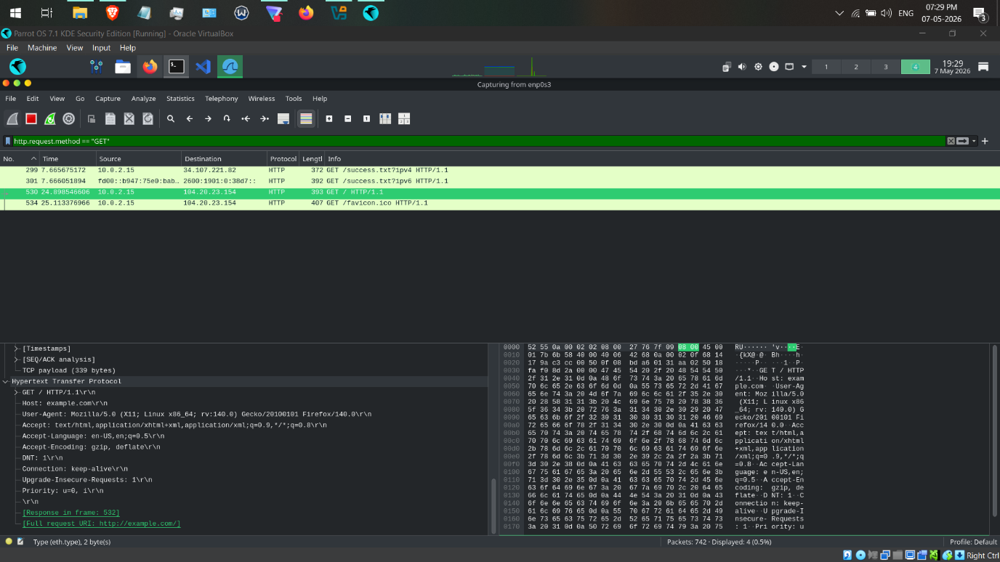 ENG
07:29 PM
07-05-2026
3
Parrot OS 7.1 KDE Security Edition [Running] - Oracle VirtualBox
File Machine View Input Help
1 2 3 4
19:29
7 May 2026
Capturing from enp0s3
File Edit View Go Capture Analyze Statistics Telephony Wireless Tools Help
http.request.method == "GET"
No. Time Source Destination Protocol Lengtl Info
299 7.665675172 10.0.2.15 34.107.221.82 HTTP 372 GET /success.txt?ipv4 HTTP/1.1
301 7.666051894 fd00::b947:75e0:bab… 2600:1901:0:38d7:: HTTP 392 GET /success.txt?ipv6 HTTP/1.1
530 24.898546606 10.0.2.15 104.20.23.154 HTTP 393 GET / HTTP/1.1
534 25.113376966 10.0.2.15 104.20.23.154 HTTP 407 GET /favicon.ico HTTP/1.1
[Timestamps]
[SEQ/ACK analysis]
TCP payload (339 bytes)
Hypertext Transfer Protocol
GET / HTTP/1.1\r\n
Host: example.com\r\n
User-Agent: Mozilla/5.0 (X11; Linux x86_64; rv:140.0) Gecko/20100101 Firefox/140.0\r\n
Accept: text/html,application/xhtml+xml,application/xml;q=0.9,*/*;q=0.8\r\n
Accept-Language: en-US,en;q=0.5\r\n
Accept-Encoding: gzip, deflate\r\n
DNT: 1\r\n
Connection: keep-alive\r\n
Upgrade-Insecure-Requests: 1\r\n
Priority: u=0, i\r\n
\r\n
[Response in frame: 532]
[Full request URI: http://example.com/]
0000 52 55 0a 00 02 02 08 00 27 76 7f 09 08 00 45 00 RU······ 'v····E·
0010 01 7b 6b 58 40 00 40 06 42 68 0a 00 02 0f 68 14 ·{kX@·@· Bh····h·
0020 17 9a c3 cc 00 50 0f 08 bd a6 01 31 aa 02 50 18 ·····P·· ···1··P·
0030 fa f0 8d 2a 00 00 47 45 54 20 2f 20 48 54 54 50 ···*··GE T / HTTP
0040 2f 31 2e 31 0d 0a 48 6f 73 74 3a 20 65 78 61 6d /1.1··Ho st: exam
0050 70 6c 65 2e 63 6f 6d 0d 0a 55 73 65 72 2d 41 67 ple.com· ·User-Ag
0060 65 6e 74 3a 20 4d 6f 7a 69 6c 6c 61 2f 35 2e 30 ent: Moz illa/5.0
0070 20 28 58 31 31 3b 20 4c 69 6e 75 78 20 78 38 36 (X11; L inux x86
0080 5f 36 34 3b 20 72 76 3a 31 34 30 2e 30 29 20 47 _64; rv: 140.0) G
0090 65 63 6b 6f 2f 32 30 31 30 30 31 30 31 20 46 69 ecko/201 00101 Fi
00a0 72 65 66 6f 78 2f 31 34 30 2e 30 0d 0a 41 63 63 refox/14 0.0··Acc
00b0 65 70 74 3a 20 74 65 78 74 2f 68 74 6d 6c 2c 61 ept: tex t/html,a
00c0 70 70 6c 69 63 61 74 69 6f 6e 2f 78 68 74 6d 6c pplicati on/xhtml
00d0 2b 78 6d 6c 2c 61 70 70 6c 69 63 61 74 69 6f 6e +xml,app lication
00e0 2f 78 6d 6c 3b 71 3d 30 2e 39 2c 2a 2f 2a 3b 71 /xml;q=0 .9,*/*;q
00f0 3d 30 2e 38 0d 0a 41 63 63 65 70 74 2d 4c 61 6e =0.8··Ac cept-Lan
0100 67 75 61 67 65 3a 20 65 6e 2d 55 53 2c 65 6e 3b guage: e n-US,en;
0110 71 3d 30 2e 35 0d 0a 41 63 63 65 70 74 2d 45 6e q=0.5··A ccept-En
0120 63 6f 64 69 6e 67 3a 20 67 7a 69 70 2c 20 64 65 coding: gzip, de
0130 66 6c 61 74 65 0d 0a 44 4e 54 3a 20 31 0d 0a 43 flate··D NT: 1··C
0140 6f 6e 6e 65 63 74 69 6f 6e 3a 20 6b 65 65 70 2d onnectio n: keep-
0150 61 6c 69 76 65 0d 0a 55 70 67 72 61 64 65 2d 49 alive··U pgrade-I
0160 6e 73 65 63 75 72 65 2d 52 65 71 75 65 73 74 73 nsecure- Requests
0170 3a 20 31 0d 0a 50 72 69 6f 72 69 74 79 3a 20 75 : 1··Pri ority: u
Type (eth.type), 2 byte(s)
Packets: 742 · Displayed: 4 (0.5%)
Profile: Default
Right Ctrl